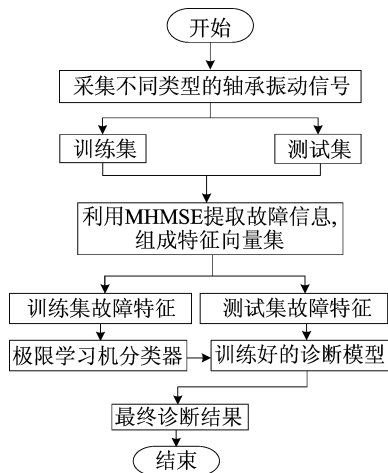 开始
采集不同类型的轴承振动信号
训练集
测试集
利用MHMSE提取故障信息,
组成特征向量集
训练集故障特征
测试集故障特征
极限学习机分类器
训练好的诊断模型
最终诊断结果
结束